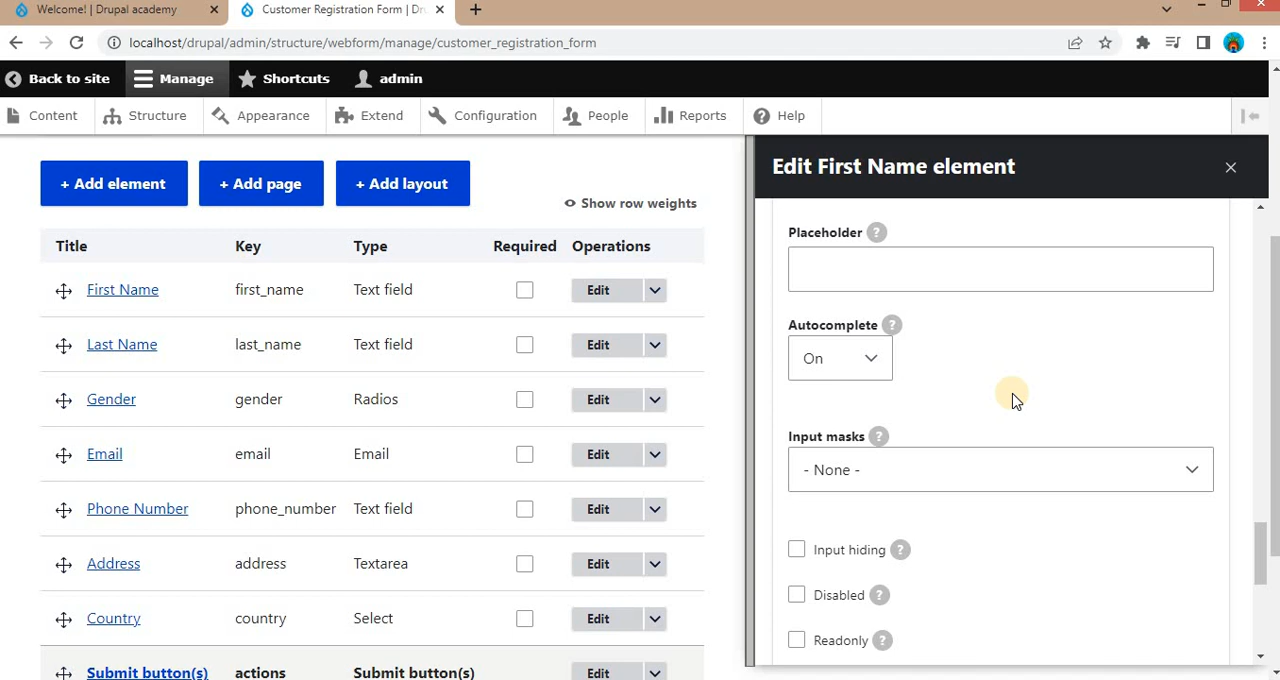 Welcome! | Drupal academy
Customer Registration Form | Dr
localhost/drupal/admin/structure/webform/manage/customer_registration_form
Back to site Manage Shortcuts admin
Content Structure Appearance Extend Configuration People Reports Help
+ Add element + Add page + Add layout
Show row weights
Title Key Type Required Operations
First Name first_name Text field Edit
Last Name last_name Text field Edit
Gender gender Radios Edit
Email email Email Edit
Phone Number phone_number Text field Edit
Address address Textarea Edit
Country country Select Edit
Submit button(s) actions Submit button(s) Edit
Edit First Name element
Placeholder ?
Autocomplete ?
On
Input masks ?
- None -
Input hiding ?
Disabled ?
Readonly ?